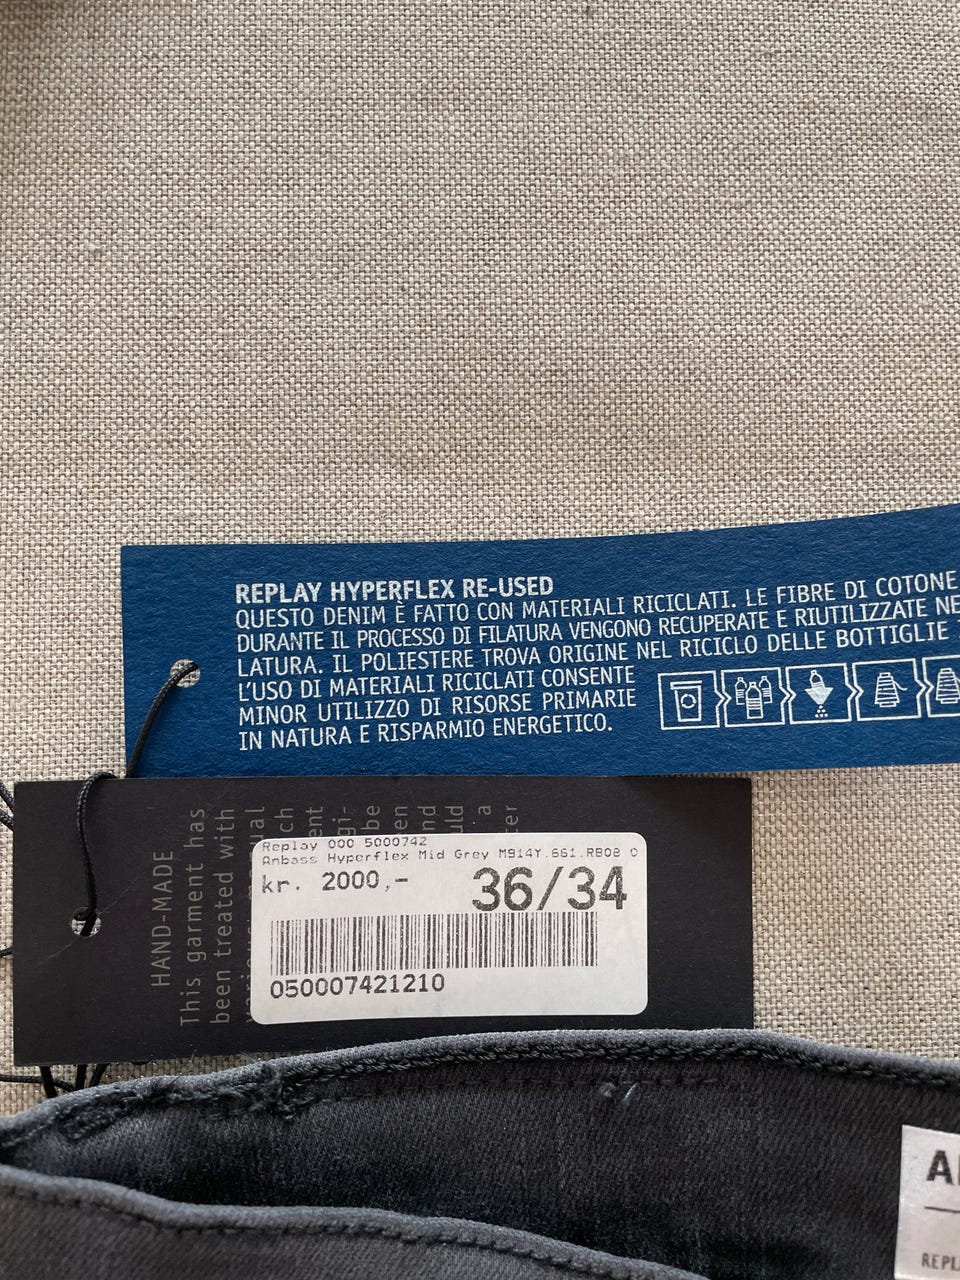 REPLAY HYPERFLEX RE-USED
QUESTO DENIM È FATTO CON MATERIALI RICICLATI. LE FIBRE DI COTONE
DURANTE IL PROCESSO DI FILATURA VENGONO RECUPERATE E RIUTILIZZATE NE
LATURA. IL POLIESTERE TROVA ORIGINE NEL RICICLO DELLE BOTTIGLIE
L'USO DI MATERIALI RICICLATI CONSENTE
MINOR UTILIZZO DI RISORSE PRIMARIE
IN NATURA E RISPARMIO ENERGETICO.
HAND-MADE
This garment has
been treated with
Replay 000 5000742
Anbass Hyperflex Mid Grey M914Y.661.RB08 0
kr. 2000,-
36/34
050007421210
REPL